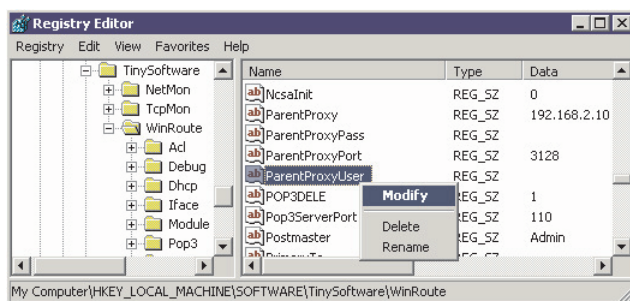 Registry Editor
Registry Edit View Favorites Help
TinySoftware
NetMon
TcpMon
WinRoute
Acl
Debug
Dhcp
Iface
Module
Pop3
Name Type Data
NcsaInit REG_SZ 0
ParentProxy REG_SZ 192.168.2.10
ParentProxyPass REG_SZ
ParentProxyPort REG_SZ 3128
ParentProxyUser REG_SZ
POP3DELE REG_SZ 1
Pop3ServerPort REG_SZ 110
Postmaster REG_SZ Admin
Modify
Delete
Rename
My Computer\HKEY_LOCAL_MACHINE\SOFTWARE\TinySoftware\WinRoute